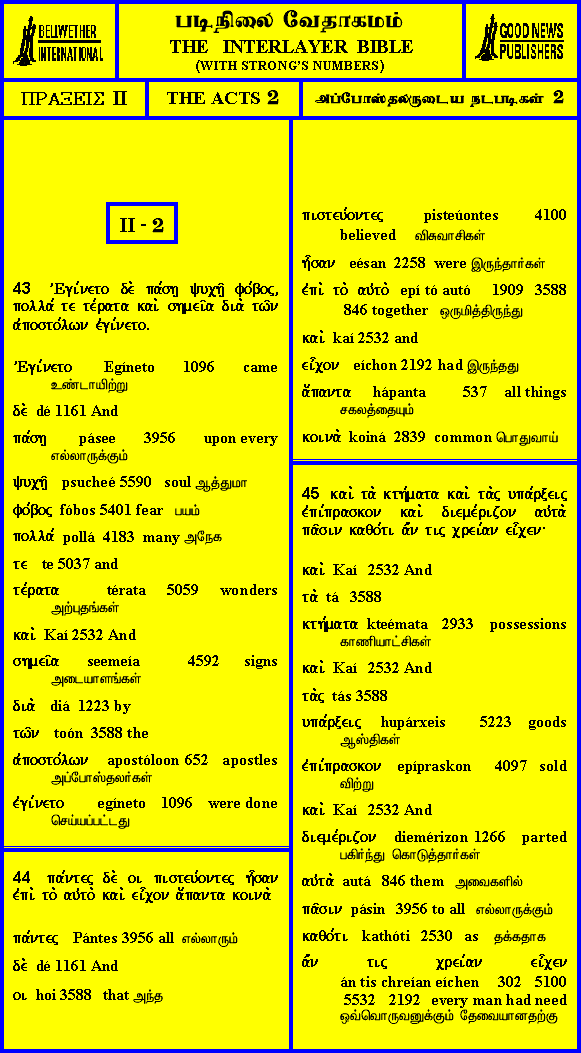 BELLWETHER
INTERNATIONAL
படிநிலை வேதாகமம்
THE INTERLAYER BIBLE
(WITH STRONG'S NUMBERS)
GOOD NEWS
PUBLISHERS
ΠΡΑΞΕΙΣ II
THE ACTS 2
அப்போஸ்தலருடைய நடபடிகள் 2
II - 2
43 Ἐγίνετο δὲ πάσῃ ψυχῇ φόβος,
πολλά τε τέρατα καὶ σημεῖα διὰ τῶν
ἀποστόλων ἐγίνετο.
Ἐγίνετο Egíneto 1096 came
உண்டாயிற்று
δὲ dé 1161 And
πάσῃ pásee 3956 upon every
எல்லாருக்கும்
ψυχῇ psucheé 5590 soul ஆத்துமா
φόβος fóbos 5401 fear பயம்
πολλά pollá 4183 many அநேக
τε te 5037 and
τέρατα térata 5059 wonders
அற்புதங்கள்
καὶ Kaí 2532 And
σημεῖα seemeía 4592 signs
அடையாளங்கள்
διὰ diá 1223 by
τῶν toón 3588 the
ἀποστόλων apostóloon 652 apostles
அப்போஸ்தலர்கள்
ἐγίνετο egíneto 1096 were done
செய்யப்பட்டது
44 πάντες δὲ οι πιστεύοντες ἦσαν
ἐπὶ τὸ αὐτὸ καὶ εἶχον ἅπαντα κοινὰ
πάντες Pántes 3956 all எல்லாரும்
δὲ dé 1161 And
οι hoi 3588 that அந்த
πιστεύοντες pisteúontes 4100
believed விசுவாசிகள்
ἦσαν eésan 2258 were இருந்தார்கள்
ἐπὶ τὸ αὐτὸ epí tó autó 1909 3588
846 together ஒருமித்திருந்து
καὶ kaí 2532 and
εἶχον eíchon 2192 had இருந்தது
ἅπαντα hápanta 537 all things
சகலத்தையும்
κοινὰ koiná 2839 common பொதுவாய்
45 καὶ τὰ κτήματα καὶ τὰς υπάρξεις
ἐπίπρασκον καὶ διεμέριζον αὐτὰ
πᾶσιν καθότι ἄν τις χρείαν εἶχεν·
καὶ Kaí 2532 And
τὰ tá 3588
κτήματα kteémata 2933 possessions
காணியாட்சிகள்
καὶ Kaí 2532 And
τὰς tás 3588
υπάρξεις hupárxeis 5223 goods
ஆஸ்திகள்
ἐπίπρασκον epípraskon 4097 sold
விற்று
καὶ Kaí 2532 And
διεμέριζον diemérizon 1266 parted
பகிர்ந்து கொடுத்தார்கள்
αὐτὰ autá 846 them அவைகளில்
πᾶσιν pásin 3956 to all எல்லாருக்கும்
καθότι kathóti 2530 as தக்கதாக
ἄν τις χρείαν εἶχεν
án tis chreían eíchen 302 5100
5532 2192 every man had need
ஒவ்வொருவனுக்கும் தேவையானதற்கு